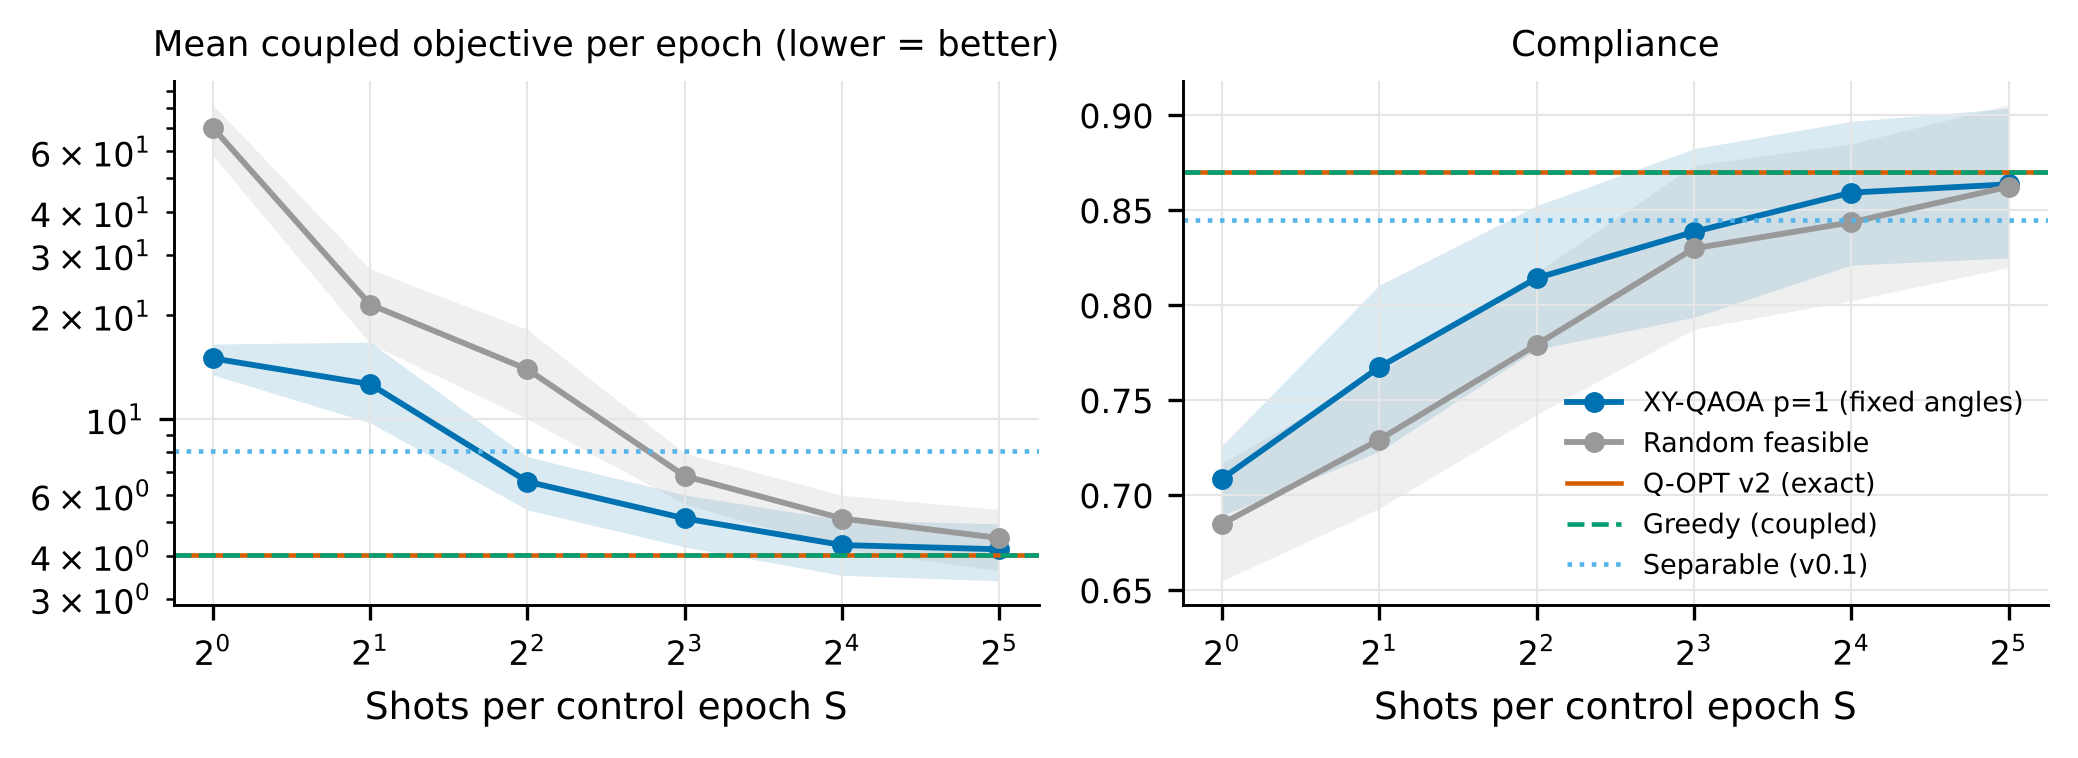 Mean coupled objective per epoch (lower = better)
6 × 10¹
4 × 10¹
3 × 10¹
2 × 10¹
10¹
6 × 10⁰
4 × 10⁰
3 × 10⁰
2⁰ 2¹ 2² 2³ 2⁴ 2⁵
Shots per control epoch S
Compliance
0.90
0.85
0.80
0.75
0.70
0.65
XY-QAOA p=1 (fixed angles)
Random feasible
Q-OPT v2 (exact)
Greedy (coupled)
Separable (v0.1)
2⁰ 2¹ 2² 2³ 2⁴ 2⁵
Shots per control epoch S